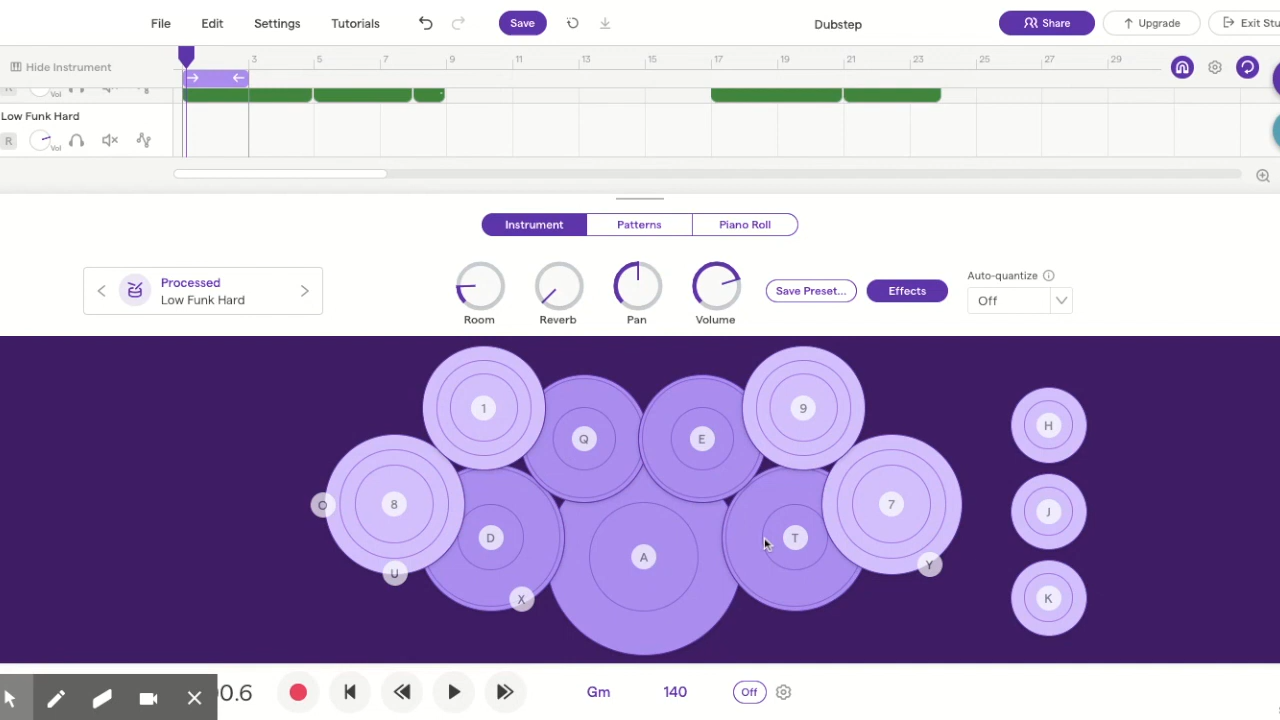 File Edit Settings Tutorials Save Dubstep Share Upgrade Exit Stu
Hide Instrument 3 5 7 9 11 13 15 17 19 21 23 25 27 29
R Vol
Low Funk Hard
R Vol
Instrument Patterns Piano Roll
Processed
Low Funk Hard
Room Reverb Pan Volume
Save Preset... Effects
Auto-quantize
Off
1 9
Q E H
8 7
O J
D A T
U Y
X K
0.6 Gm 140 Off